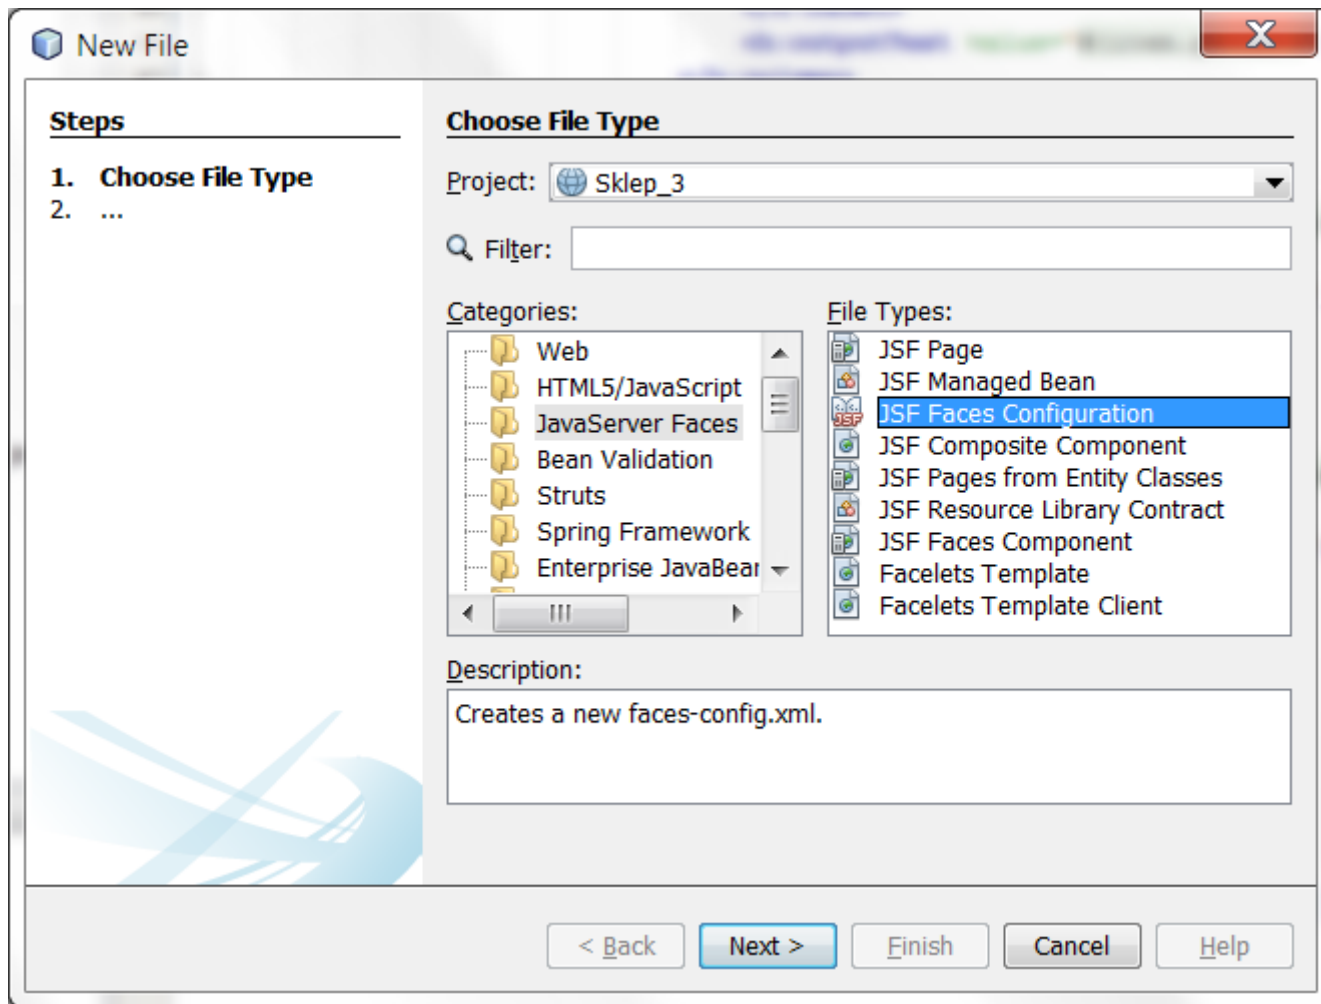 New File
X
Steps
1. Choose File Type
2. ...
Choose File Type
Project: Sklep_3
Filter:
Categories:
Web
HTML5/JavaScript
JavaServer Faces
Bean Validation
Struts
Spring Framework
Enterprise JavaBear
File Types:
JSF Page
JSF Managed Bean
JSF Faces Configuration
JSF Composite Component
JSF Pages from Entity Classes
JSF Resource Library Contract
JSF Faces Component
Facelets Template
Facelets Template Client
Description:
Creates a new faces-config.xml.
< Back
Next >
Finish
Cancel
Help